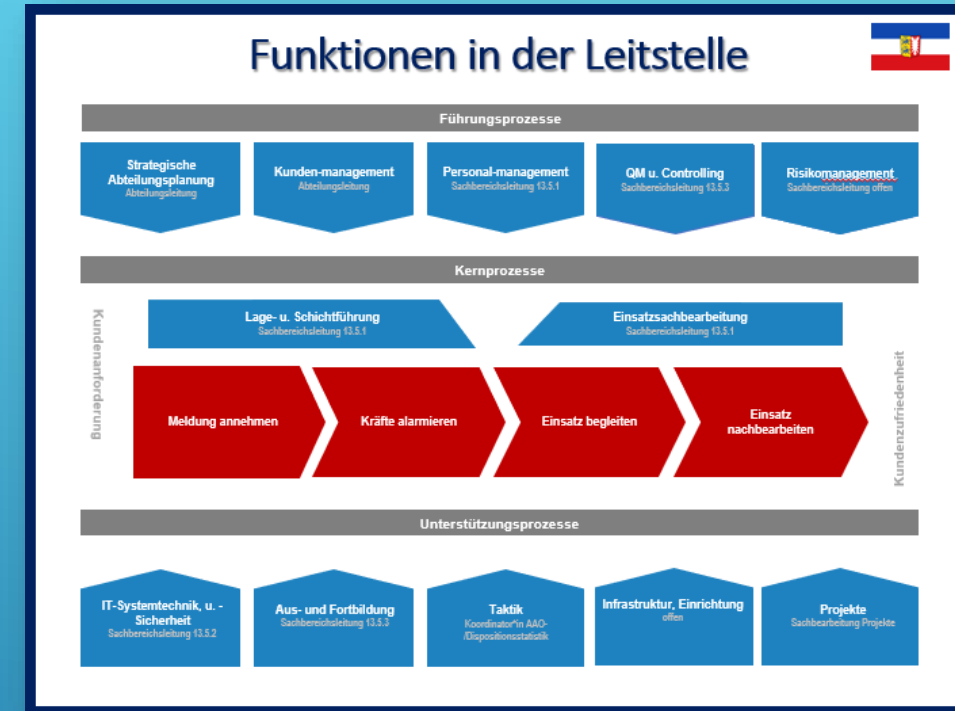 Funktionen in der Leitstelle
Führungsprozesse
Strategische
Abteilungsplanung
Abteilungsleitung
Kunden-management
Abteilungsleitung
Personal-management
Sachbereichsleitung 13.5.1
QM u. Controlling
Sachbereichsleitung 13.5.3
Risikomanagement
Sachbereichsleitung offen
Kernprozesse
Kundenanforderung
Lage- u. Schichtführung
Sachbereichsleitung 13.5.1
Einsatzsachbearbeitung
Sachbereichsleitung 13.5.1
Meldung annehmen
Kräfte alarmieren
Einsatz begleiten
Einsatz
nachbearbeiten
Kundenzufriedenheit
Unterstützungsprozesse
IT-Systemtechnik, u. -
Sicherheit
Sachbereichsleitung 13.5.2
Aus- und Fortbildung
Sachbereichsleitung 13.5.3
Taktik
Koordinator*in AAO-
/Dispositionsstatistik
Infrastruktur, Einrichtung
offen
Projekte
Sachbearbeitung Projekte